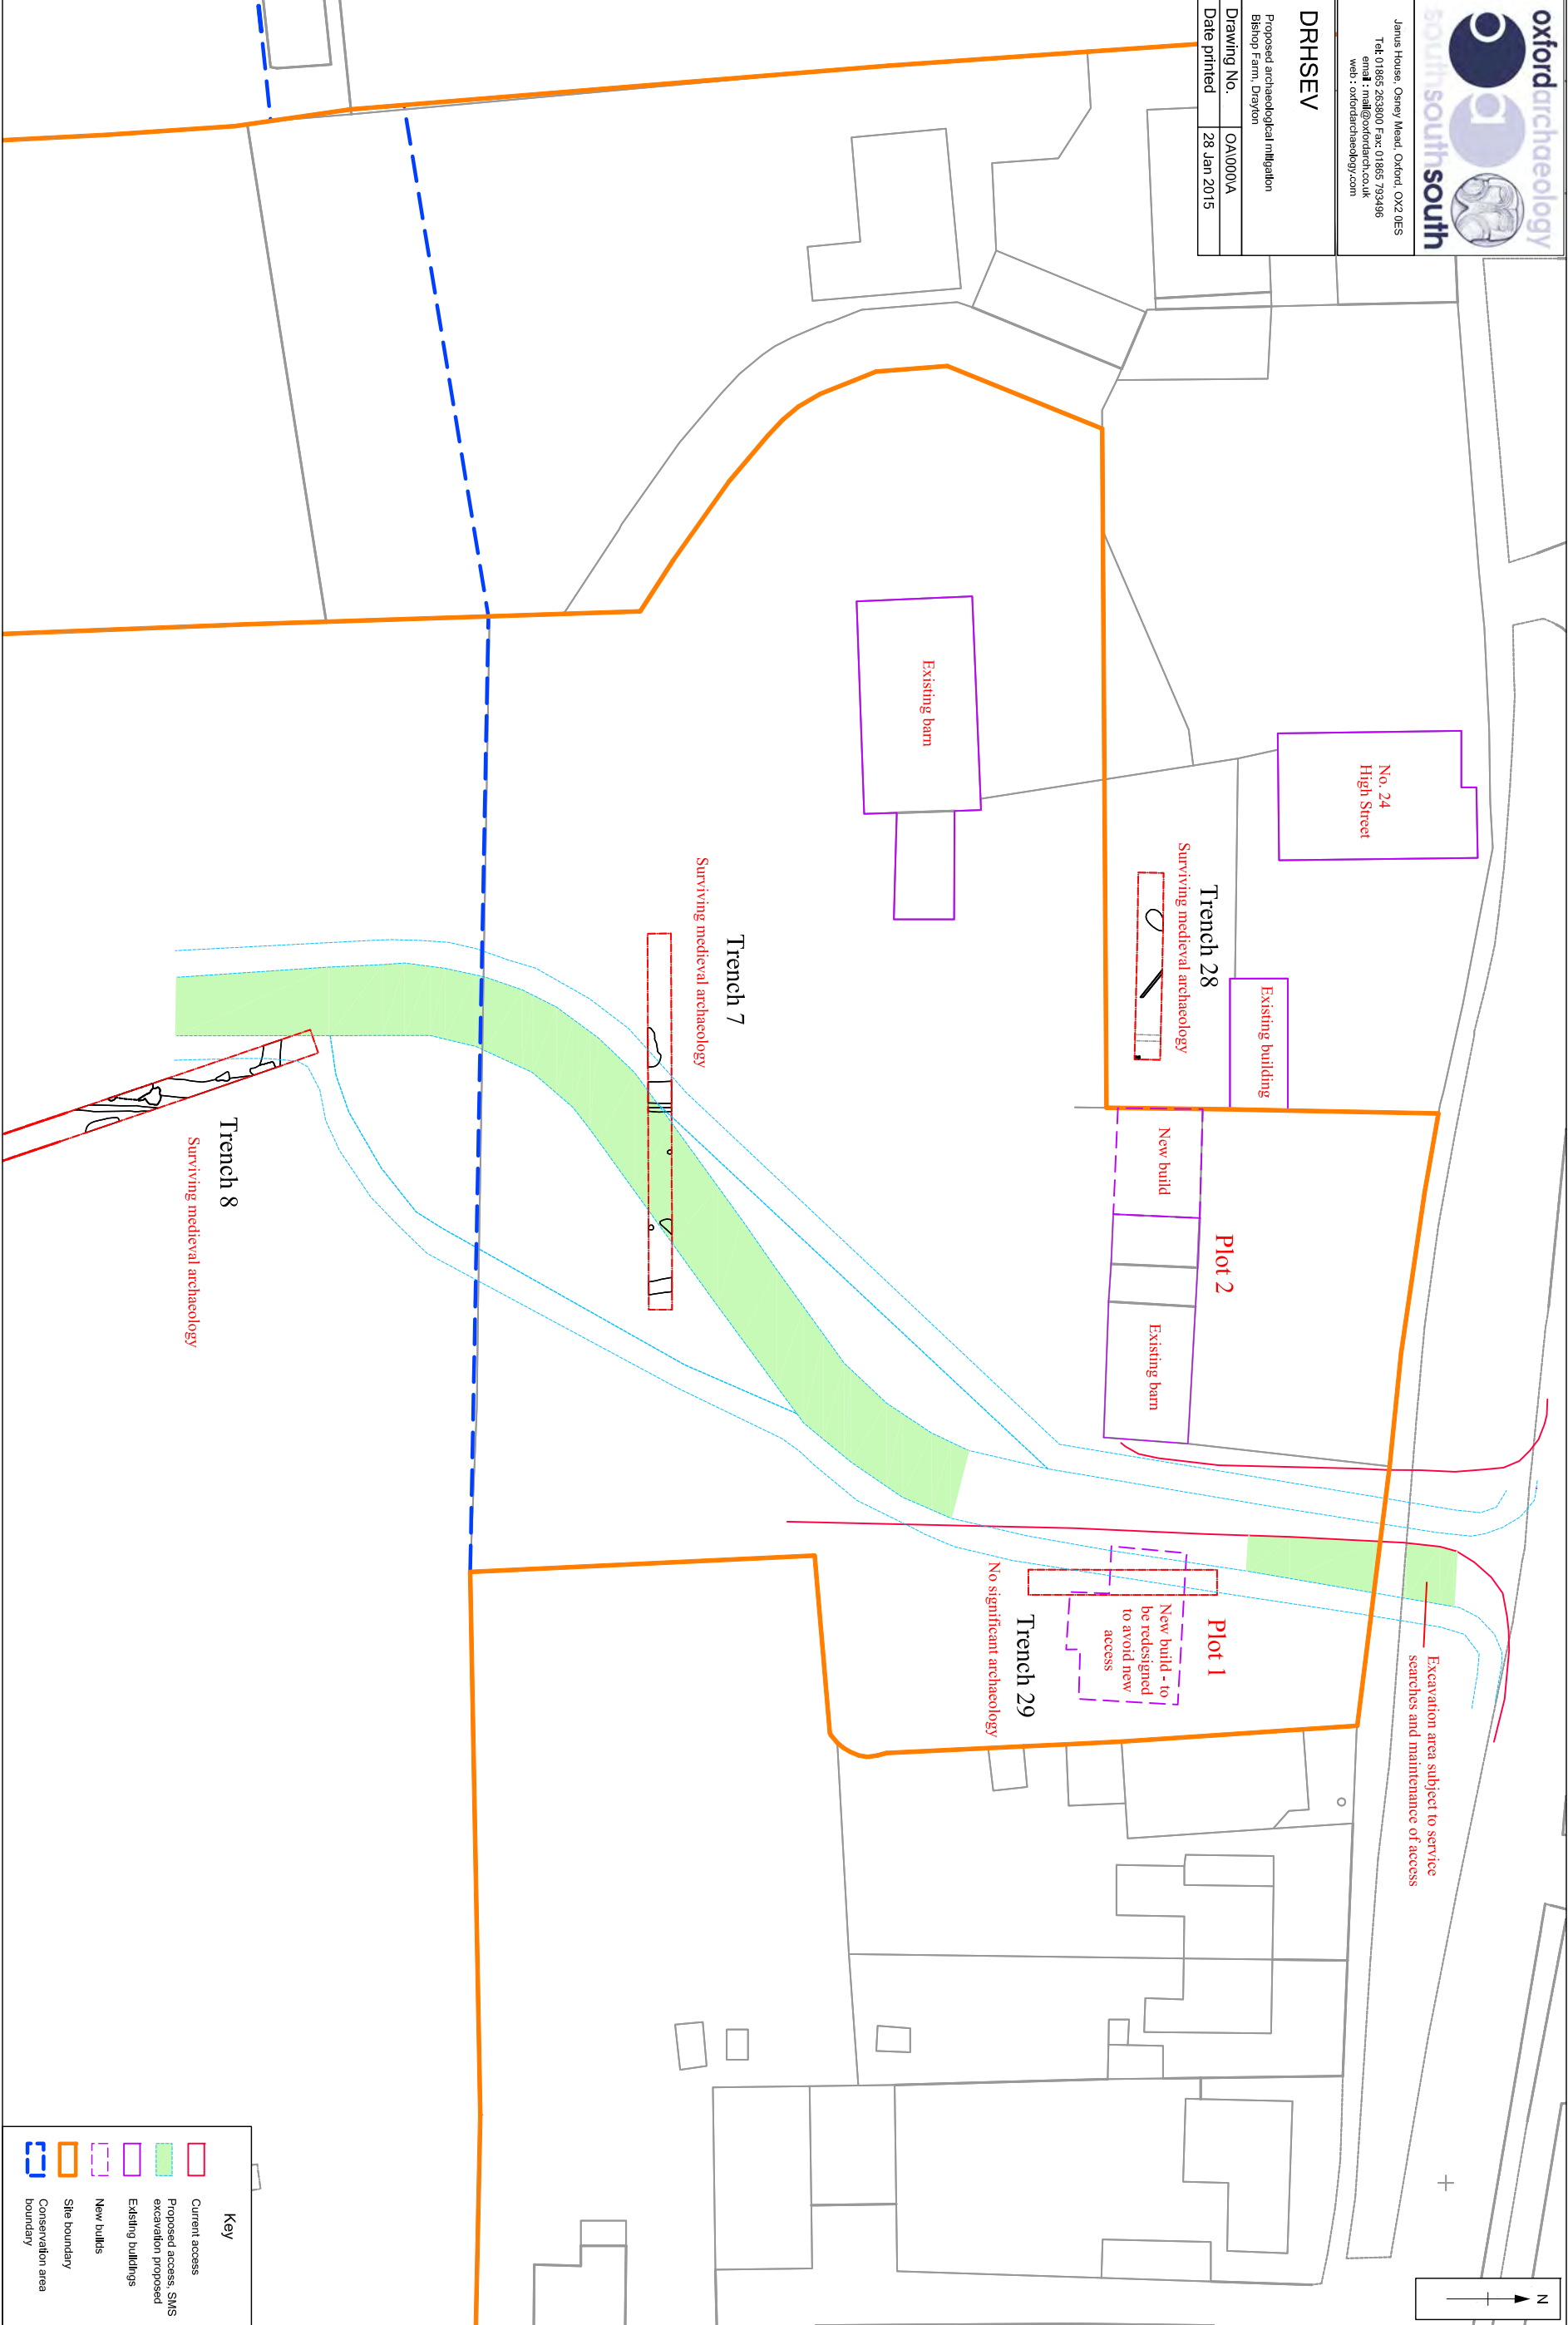 oxfordarchaeology
southsouthsouth
Janus House, Osney Mead, Oxford, OX2 0ES
Tel: 01865 263800 Fax: 01865 793496
email : mail@oxfordarch.co.uk
web : oxfordarchaeology.com
DRHSEV
Proposed archaeological mitigation
Bishop Farm, Drayton
Drawing No. OA\000\A
Date printed 28 Jan 2015
No. 24
High Street
Existing building
Trench 28
Surviving medieval archaeology
Existing barn
Plot 2
New build
Existing barn
Excavation area subject to service
searches and maintenance of access
Plot 1
New build - to
be redesigned
to avoid new
access
Trench 29
No significant archaeology
Trench 7
Surviving medieval archaeology
Trench 8
Surviving medieval archaeology
N
Key
Current access
Proposed access, SMS
excavation proposed
Existing buildings
New builds
Site boundary
Conservation area
boundary